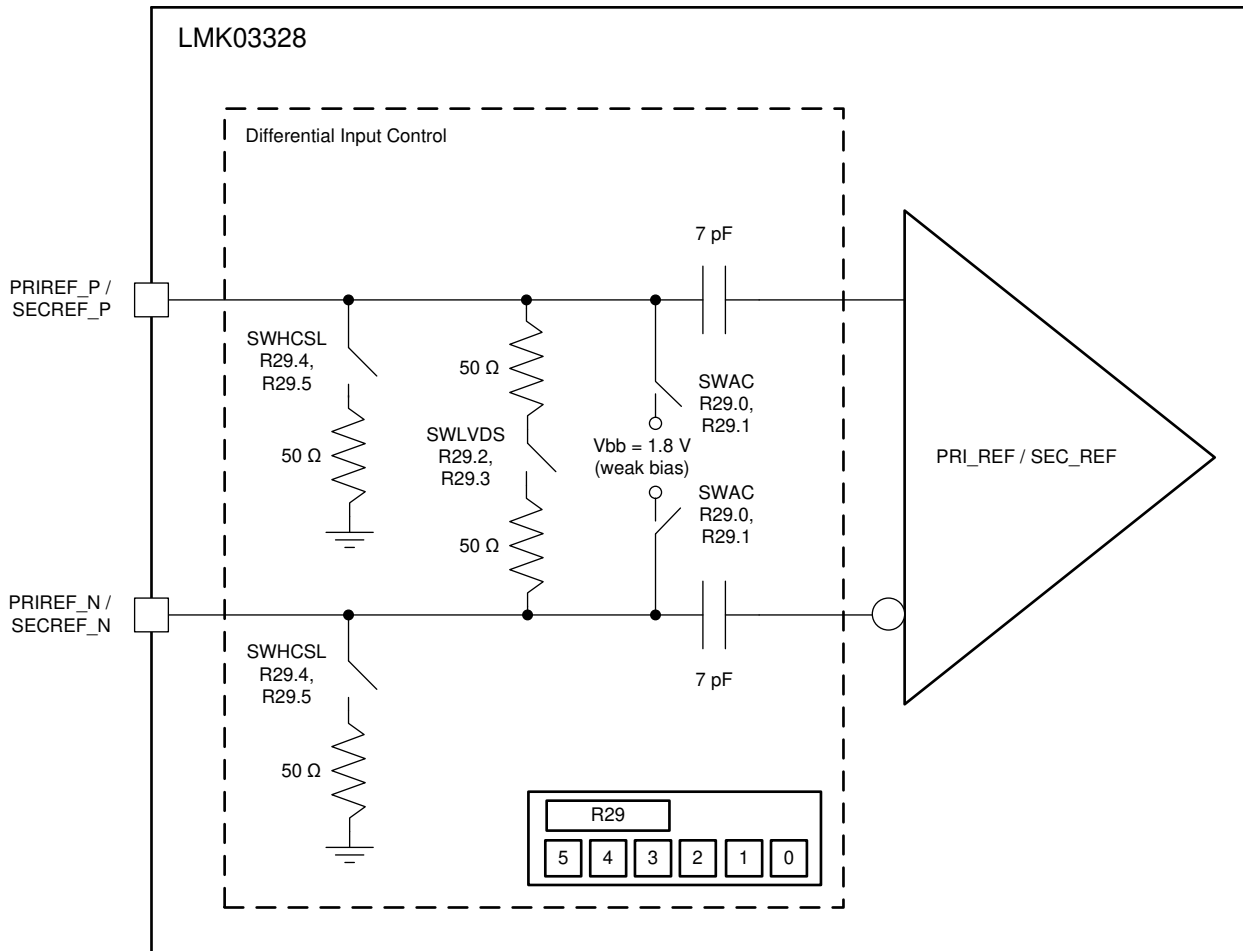 LMK03328
Differential Input Control
7 pF
PRIREF_P /
SECREF_P
SWHCSL
R29.4,
R29.5
50 Ω
50 Ω
SWLVDS
R29.2,
R29.3
50 Ω
SWAC
R29.0,
R29.1
Vbb = 1.8 V
(weak bias)
SWAC
R29.0,
R29.1
PRI_REF / SEC_REF
PRIREF_N /
SECREF_N
SWHCSL
R29.4,
R29.5
50 Ω
7 pF
R29
5 4 3 2 1 0